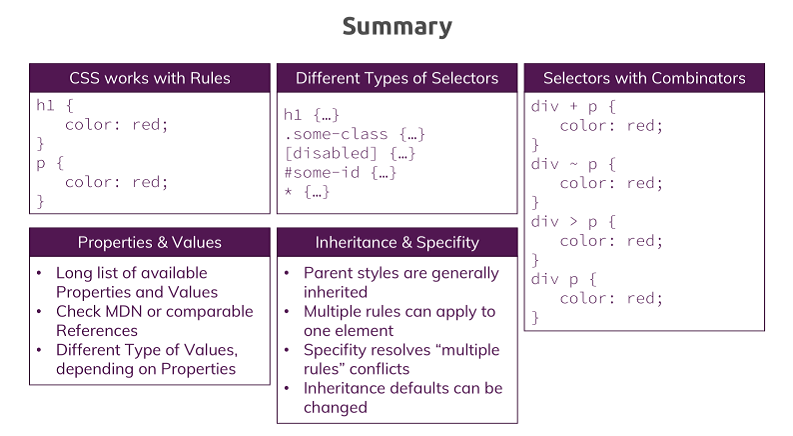 Summary
CSS works with Rules
h1 {
color: red;
}
p {
color: red;
}
Different Types of Selectors
h1 {…}
.some-class {…}
[disabled] {…}
#some-id {…}
* {…}
Selectors with Combinators
div + p {
color: red;
}
div ~ p {
color: red;
}
div > p {
color: red;
}
div p {
color: red;
}
Properties & Values
• Long list of available
Properties and Values
• Check MDN or comparable
References
• Different Type of Values,
depending on Properties
Inheritance & Specifity
• Parent styles are generally
inherited
• Multiple rules can apply to
one element
• Specifity resolves “multiple
rules” conflicts
• Inheritance defaults can be
changed